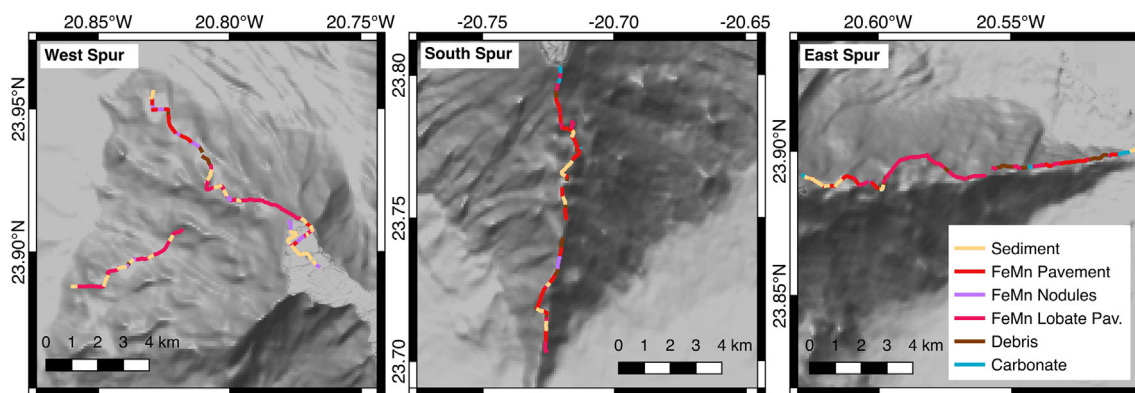 20.85°W 20.80°W 20.75°W
-20.75 -20.70 -20.65
20.60°W 20.55°W
West Spur
South Spur
East Spur
23.95°N
23.90°N
23.80
23.75
23.70
23.90°N
23.85°N
0 1 2 3 4 km
0 1 2 3 4 km
0 1 2 3 4 km
Sediment
FeMn Pavement
FeMn Nodules
FeMn Lobate Pav.
Debris
Carbonate